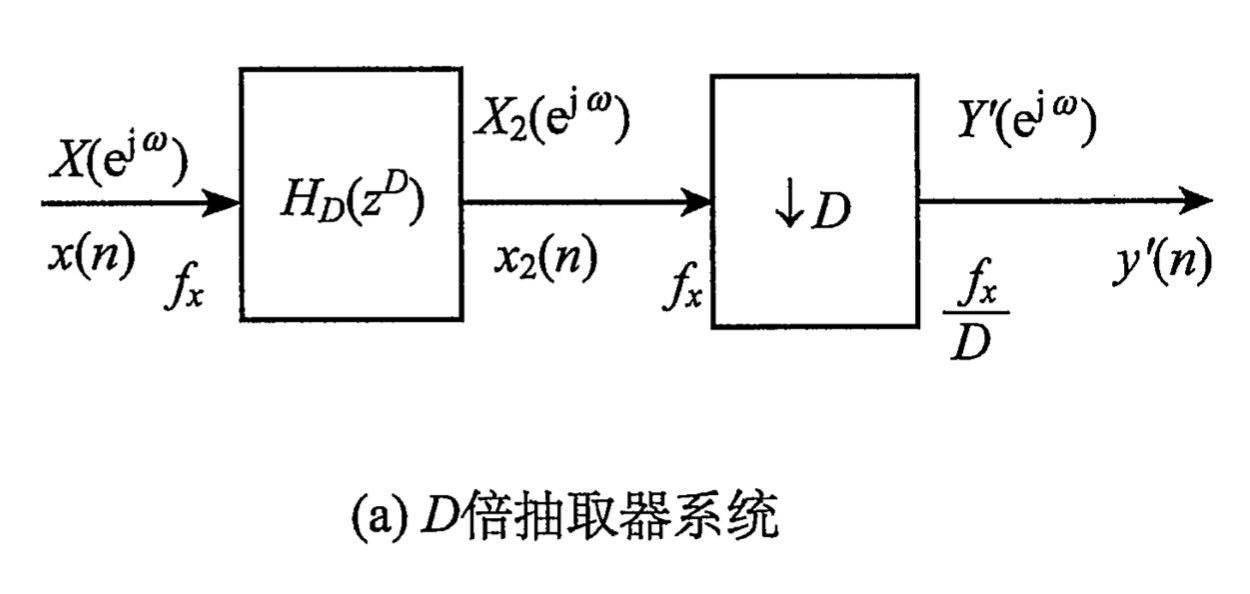 X(e^{jω})
x(n)
f_x
H_D(z^D)
X_2(e^{jω})
x_2(n)
f_x
↓D
Y′(e^{jω})
f_x/D
y′(n)
(a) D倍抽取器系统